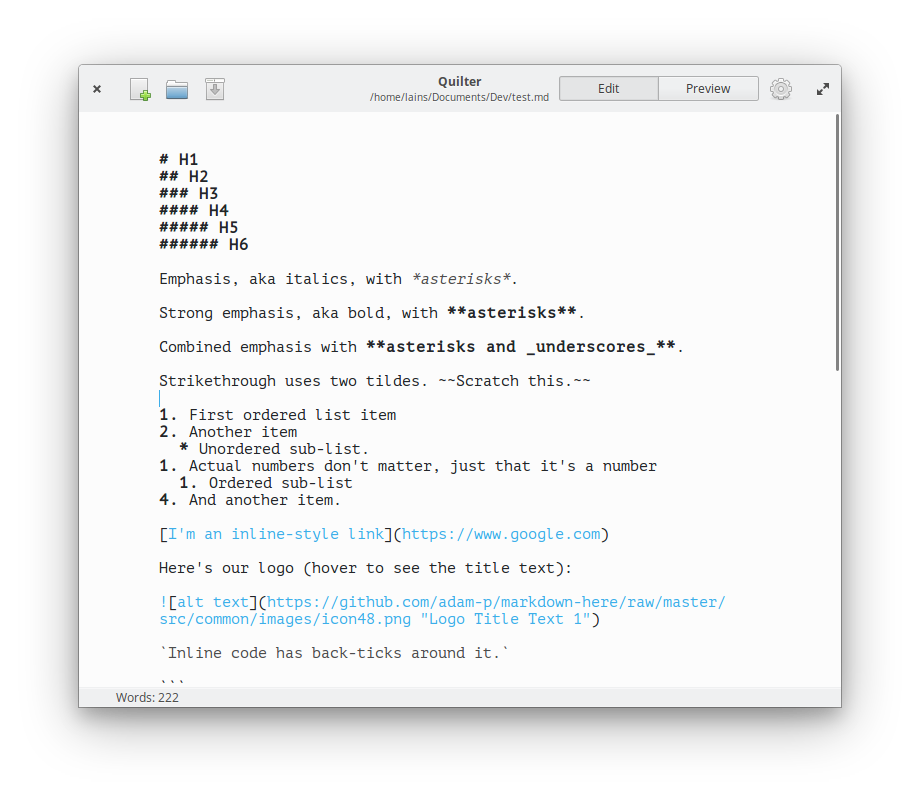 Quilter
/home/lains/Documents/Dev/test.md
Edit
Preview
# H1
## H2
### H3
#### H4
##### H5
###### H6
Emphasis, aka italics, with *asterisks*.
Strong emphasis, aka bold, with **asterisks**.
Combined emphasis with **asterisks and _underscores_**.
Strikethrough uses two tildes. ~~Scratch this.~~
1. First ordered list item
2. Another item
  * Unordered sub-list.
1. Actual numbers don't matter, just that it's a number
  1. Ordered sub-list
4. And another item.
[I'm an inline-style link](https://www.google.com)
Here's our logo (hover to see the title text):
![alt text](https://github.com/adam-p/markdown-here/raw/master/
src/common/images/icon48.png "Logo Title Text 1")
`Inline code has back-ticks around it.`
```
Words: 222